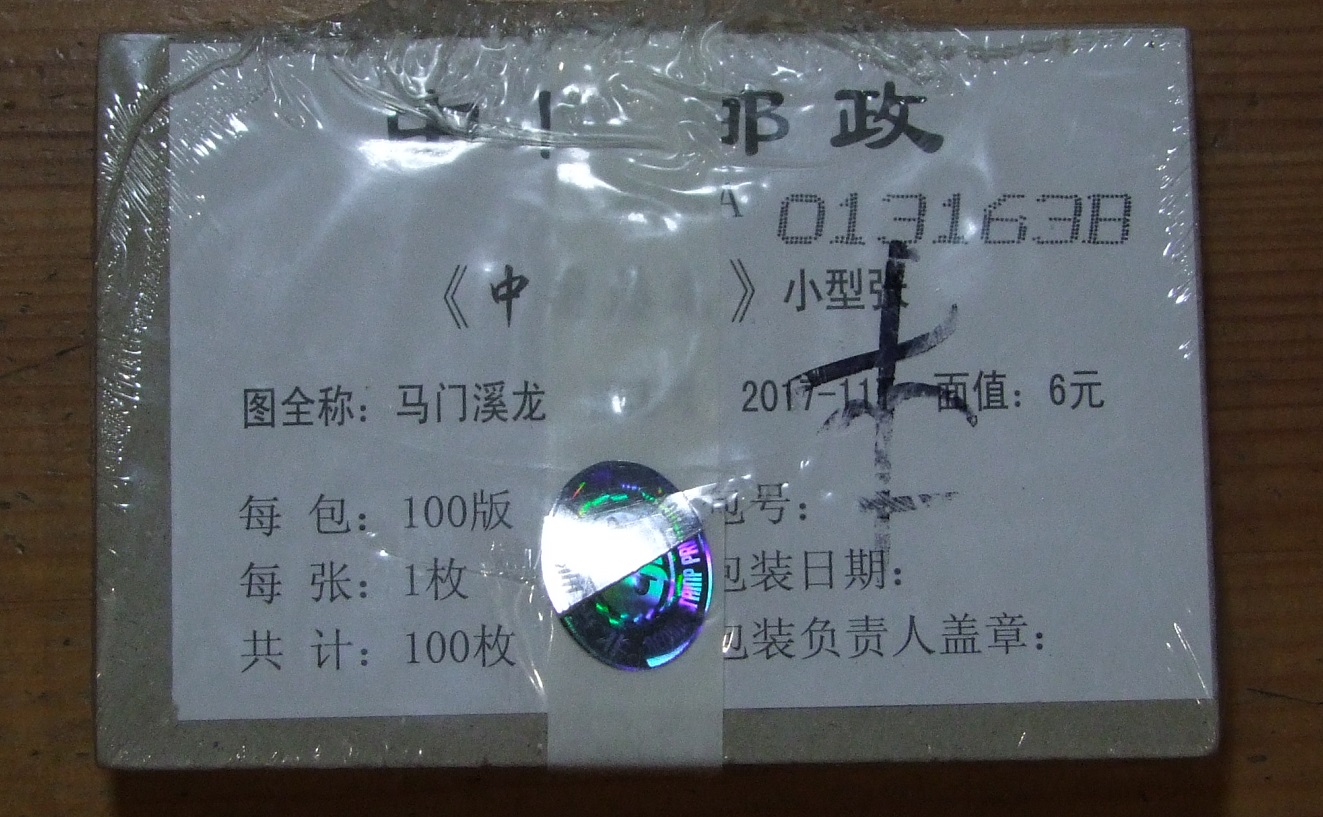 中 邮 政
A 0131638
《中 》小型张
图全称：马门溪龙 2017-11 面值：6元
每 包：100版 包号：
每 张：1枚 包装日期：
共 计：100枚 包装负责人盖章：